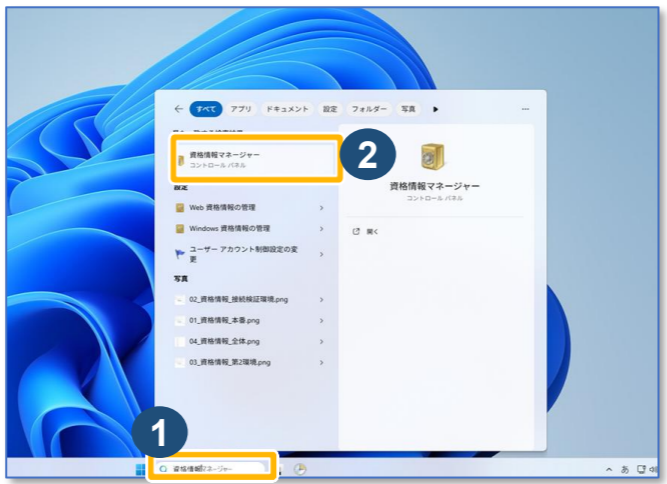 すべて アプリ ドキュメント 設定 フォルダー 写真
資格情報マネージャー
コントロール パネル
2
資格情報マネージャー
コントロール パネル
開く
設定
Web 資格情報の管理
Windows 資格情報の管理
ユーザー アカウント制御設定の変
更
写真
02_資格情報_接続検証環境.png
01_資格情報_本番.png
04_資格情報_全体.png
03_資格情報_第2環境.png
1
資格情報マネージャー
あ